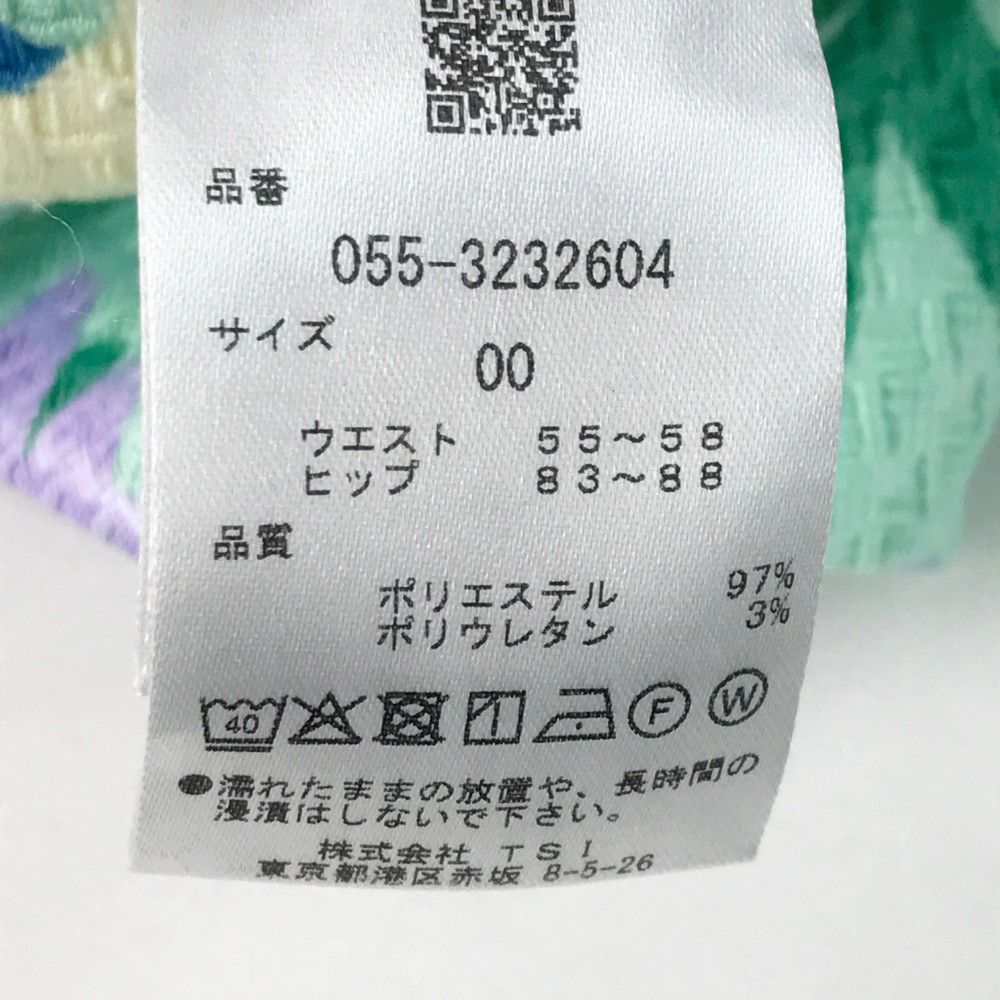 品番
055-3232604
サイズ
00
ウエスト 55～58
ヒップ 83～88
品質
ポリエステル 97%
ポリウレタン 3%
40 F W
●濡れたままの放置や、長時間の
浸漬はしないで下さい。
株式会社 TSI
東京都港区赤坂 8-5-26